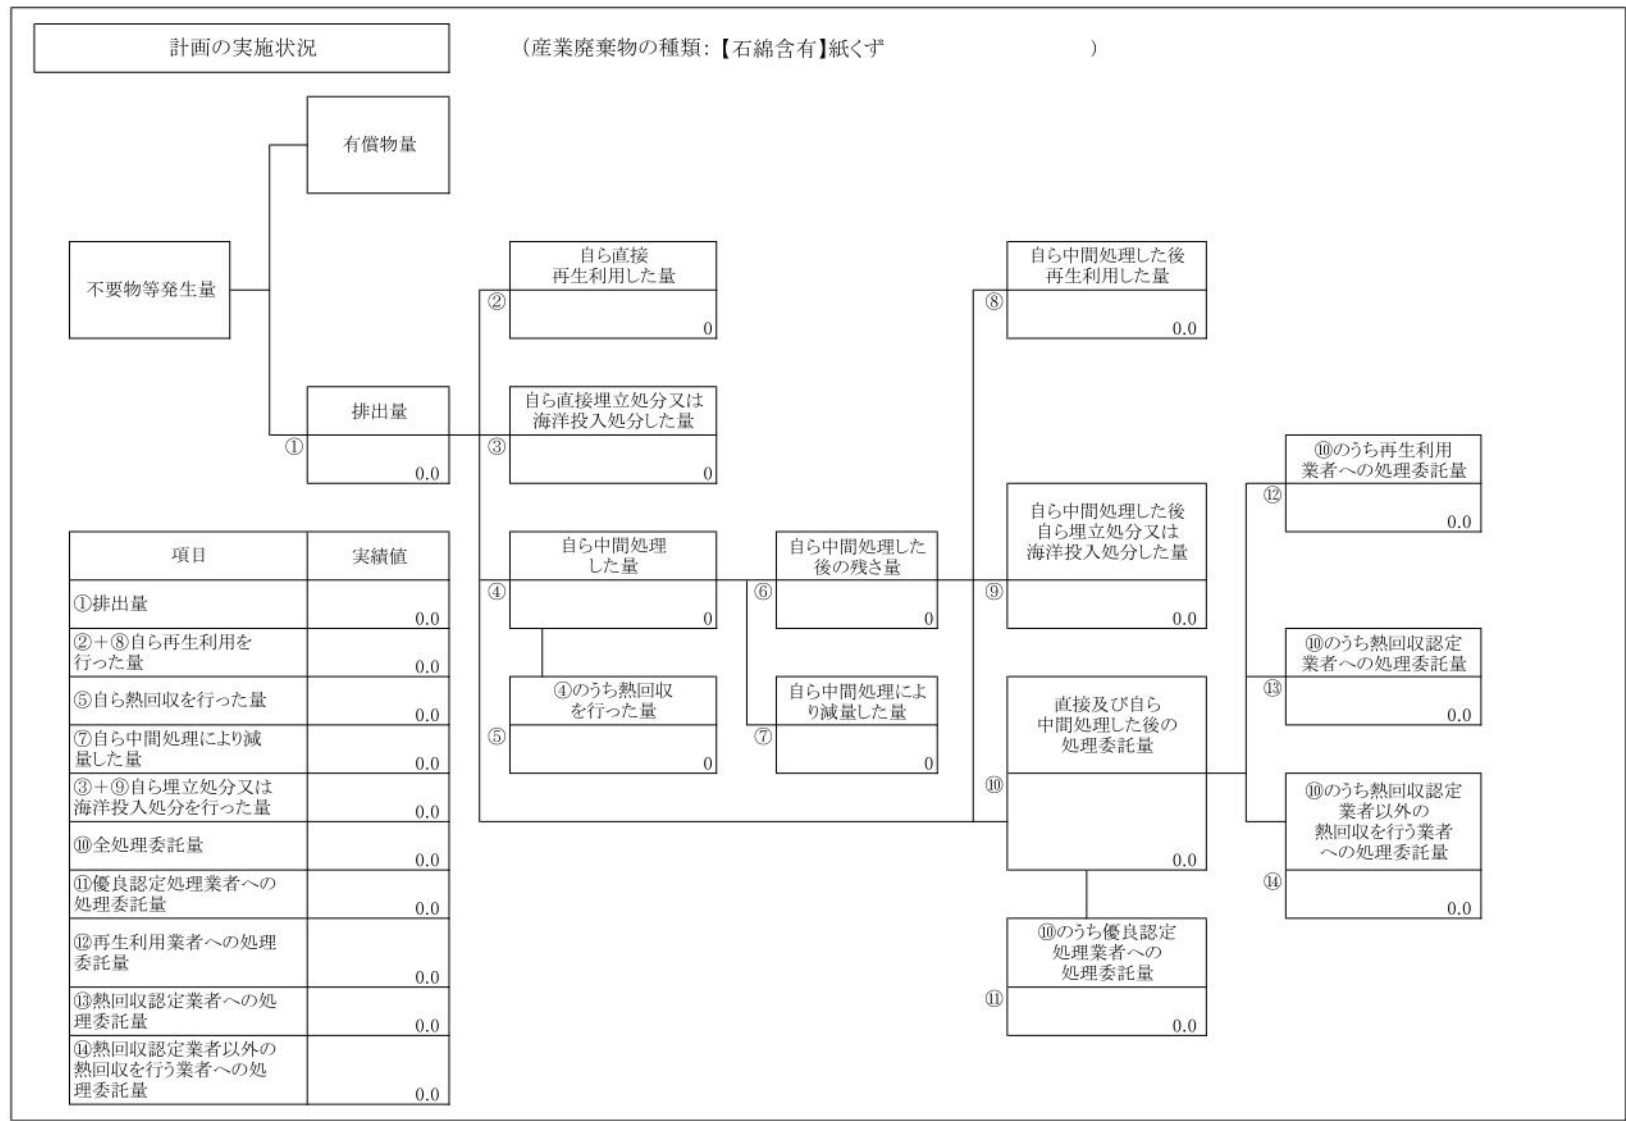 計画の実施状況
（産業廃棄物の種類：【石綿含有】紙くず　　　　　　　　）
有償物量
不要物等発生量
自ら直接
再生利用した量
②
0
自ら中間処理した後
再生利用した量
⑧
0.0
排出量
①
0.0
自ら直接埋立処分又は
海洋投入処分した量
③
0
⑩のうち再生利用
業者への処理委託量
⑫
0.0
自ら中間処理
した量
④
0
自ら中間処理した
後の残さ量
⑥
0
自ら中間処理した後
自ら埋立処分又は
海洋投入処分した量
⑨
0.0
⑩のうち熱回収認定
業者への処理委託量
⑬
0.0
④のうち熱回収
を行った量
⑤
0
自ら中間処理によ
り減量した量
⑦
0
直接及び自ら
中間処理した後の
処理委託量
⑩
0.0
⑩のうち熱回収認定
業者以外の
熱回収を行う業者
への処理委託量
⑭
0.0
⑩のうち優良認定
処理業者への
処理委託量
⑪
0.0
項目 実績値
①排出量
0.0
②＋⑧自ら再生利用を
行った量
0.0
⑤自ら熱回収を行った量
0.0
⑦自ら中間処理により減
量した量
0.0
③＋⑨自ら埋立処分又は
海洋投入処分を行った量
0.0
⑩全処理委託量
0.0
⑪優良認定処理業者への
処理委託量
0.0
⑫再生利用業者への処理
委託量
0.0
⑬熱回収認定業者への処
理委託量
0.0
⑭熱回収認定業者以外の
熱回収を行う業者への処
理委託量
0.0